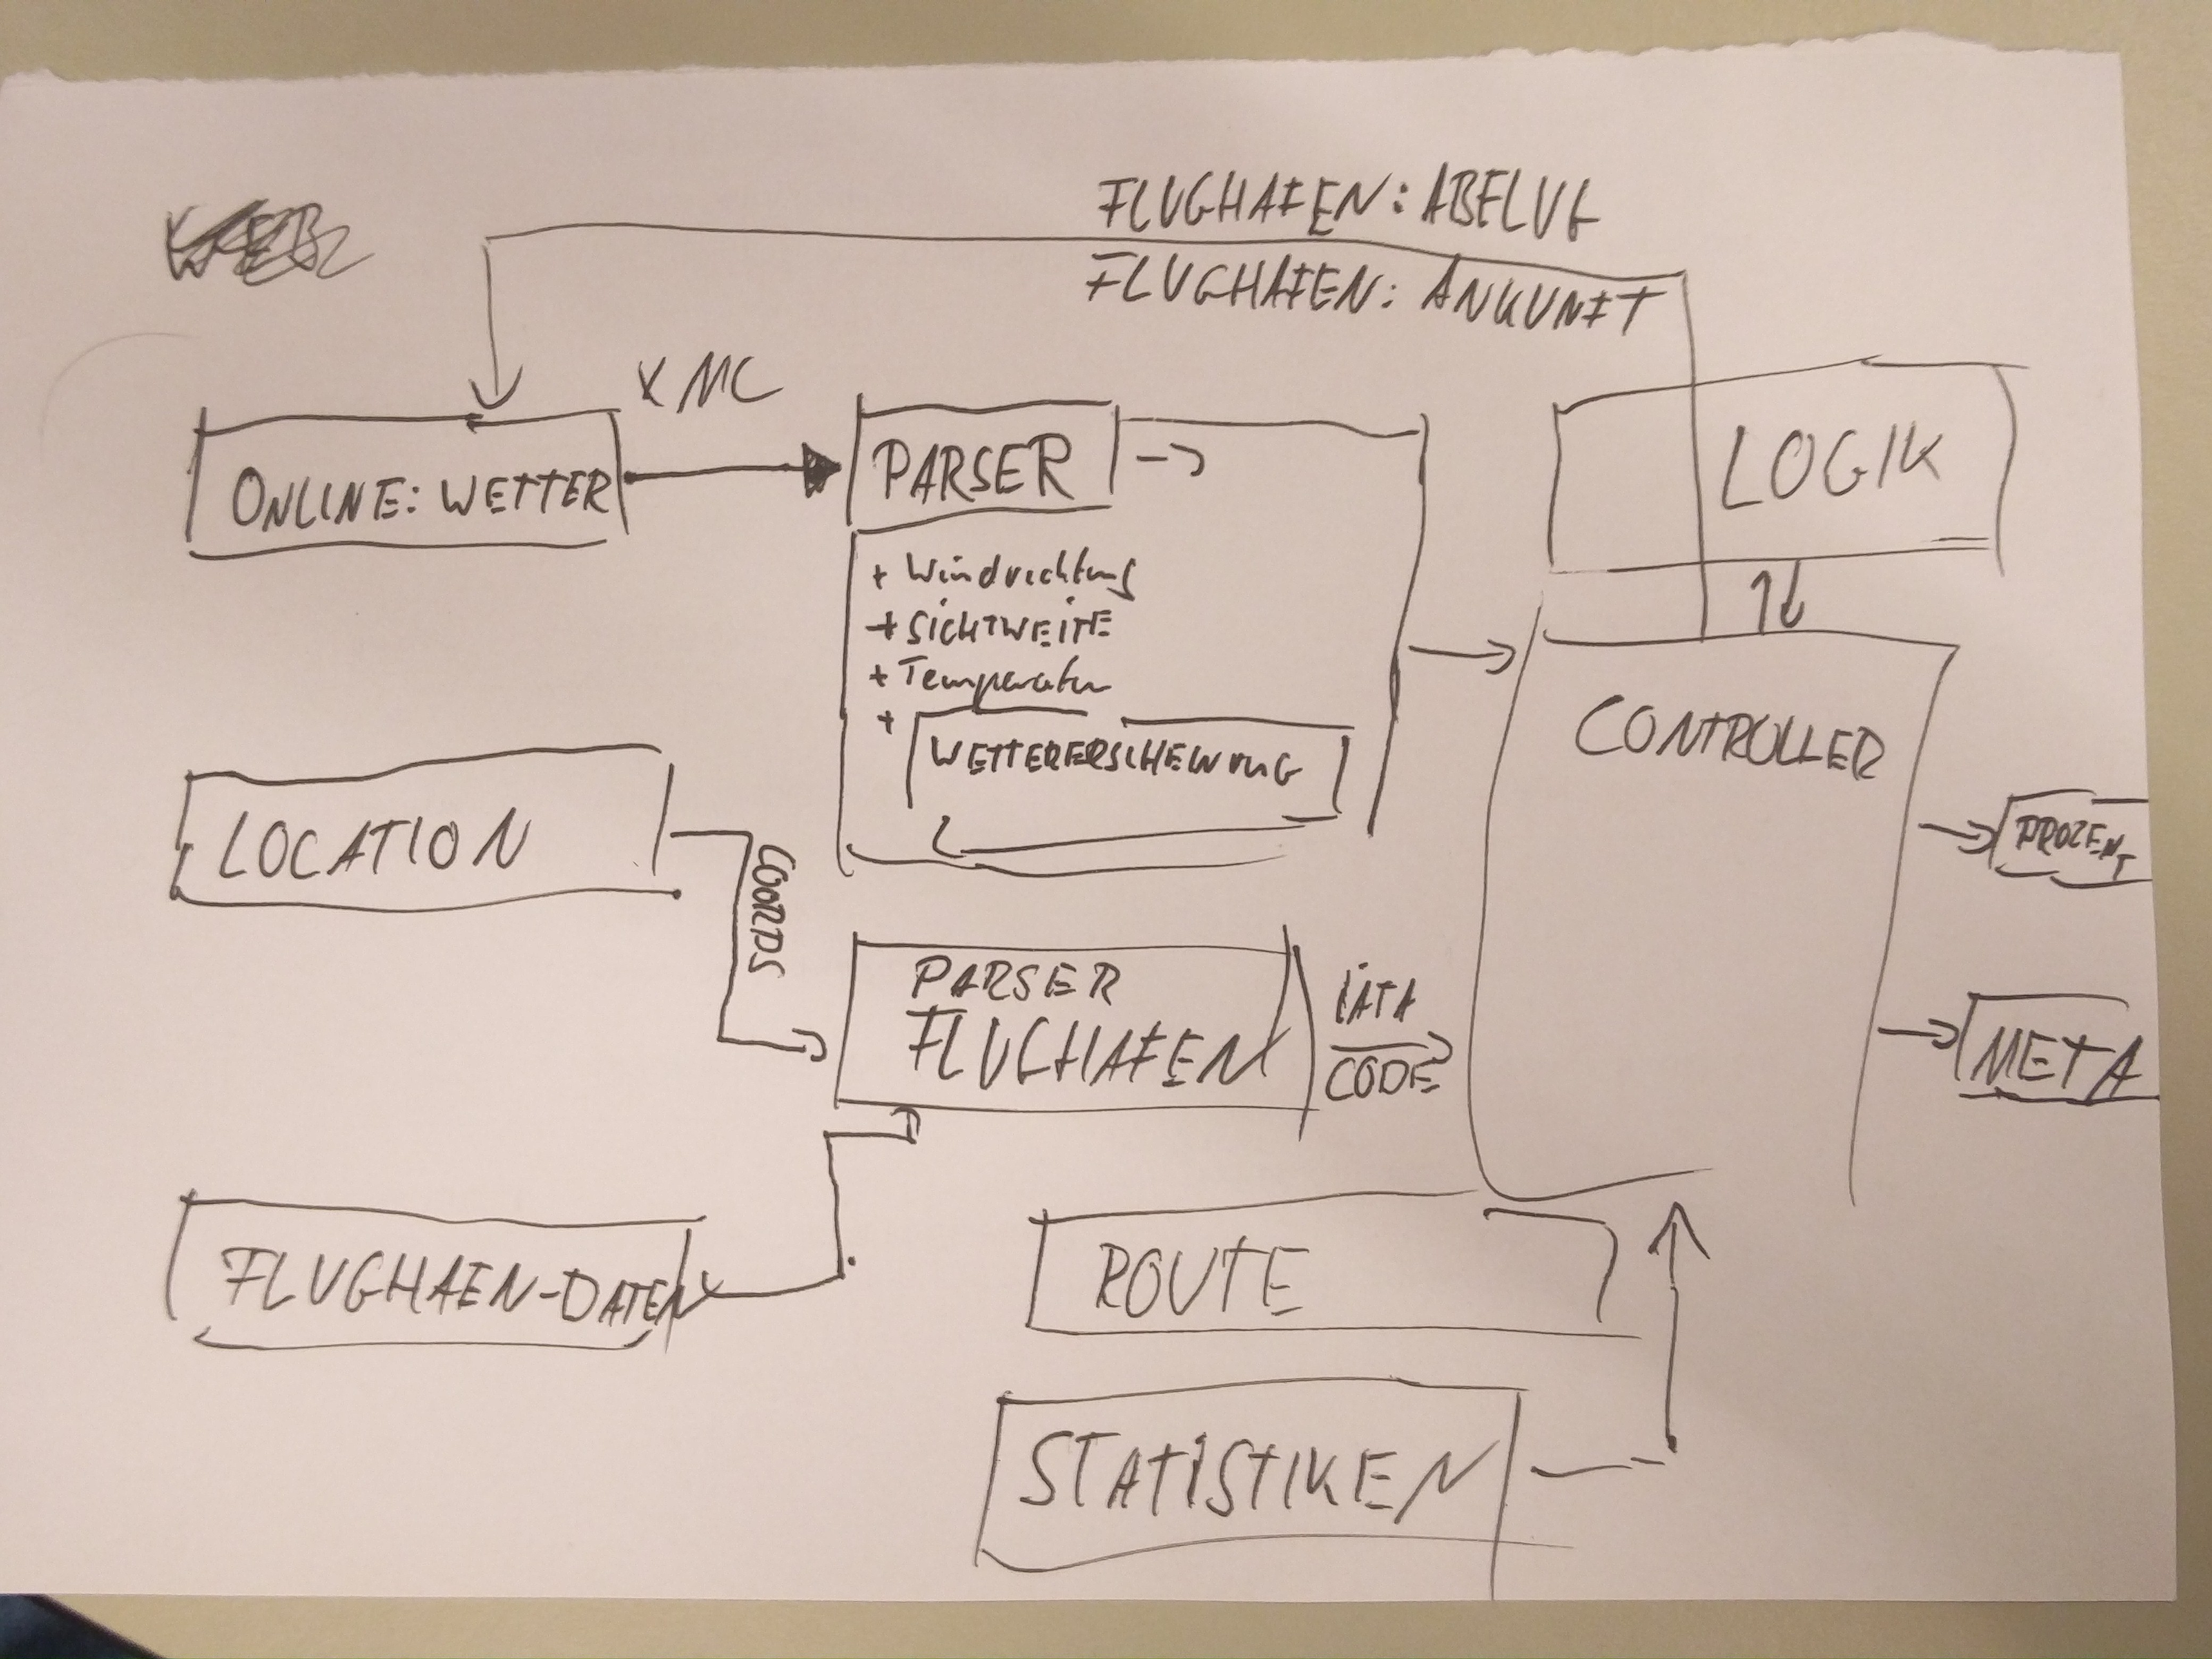 FLUGHAFEN: ABFLUG
FLUGHAFEN: ANKUNFT
XML
ONLINE: WETTER
PARSER
LOGIK
+ Windrichtung
+ SICHTWEITE
+ Temperatur
+
WETTERERSCHEINUNG
CONTROLLER
LOCATION
COORDS
PROZENT
PARSER
FLUGHAFEN
IATA
CODE
META
FLUGHAEN-DATEN
ROUTE
STATISTIKEN